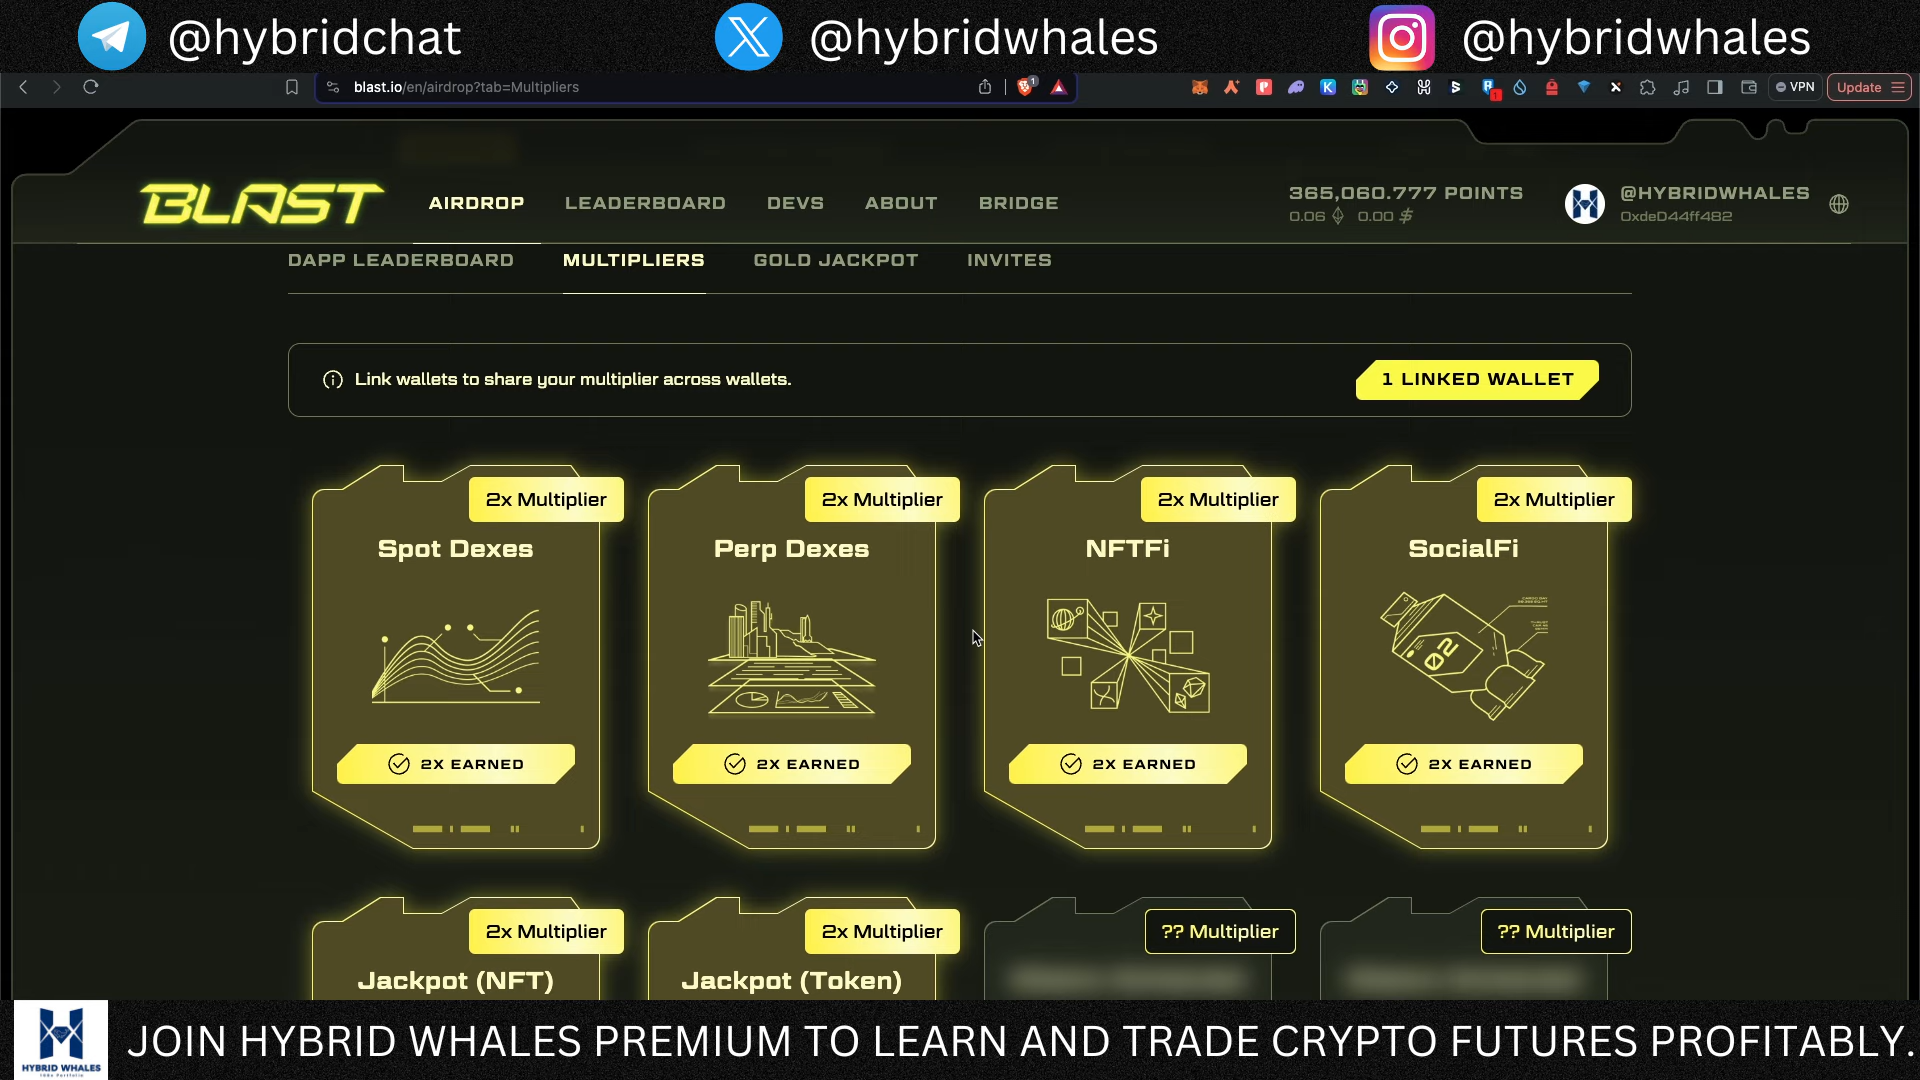 @hybridchat
@hybridwhales
@hybridwhales
blast.io/en/airdrop?tab=Multipliers
VPN
Update
BLAST
AIRDROP
LEADERBOARD
DEVS
ABOUT
BRIDGE
365,060.777 POINTS
0.06 0.00
@HYBRIDWHALES
0xdeD44ff482
DAPP LEADERBOARD
MULTIPLIERS
GOLD JACKPOT
INVITES
Link wallets to share your multiplier across wallets.
1 LINKED WALLET
2x Multiplier
Spot Dexes
2X EARNED
2x Multiplier
Perp Dexes
2X EARNED
2x Multiplier
NFTFi
2X EARNED
2x Multiplier
SocialFi
02
2X EARNED
2x Multiplier
Jackpot (NFT)
2x Multiplier
Jackpot (Token)
?? Multiplier
?? Multiplier
HYBRID WHALES
JOIN HYBRID WHALES PREMIUM TO LEARN AND TRADE CRYPTO FUTURES PROFITABLY.